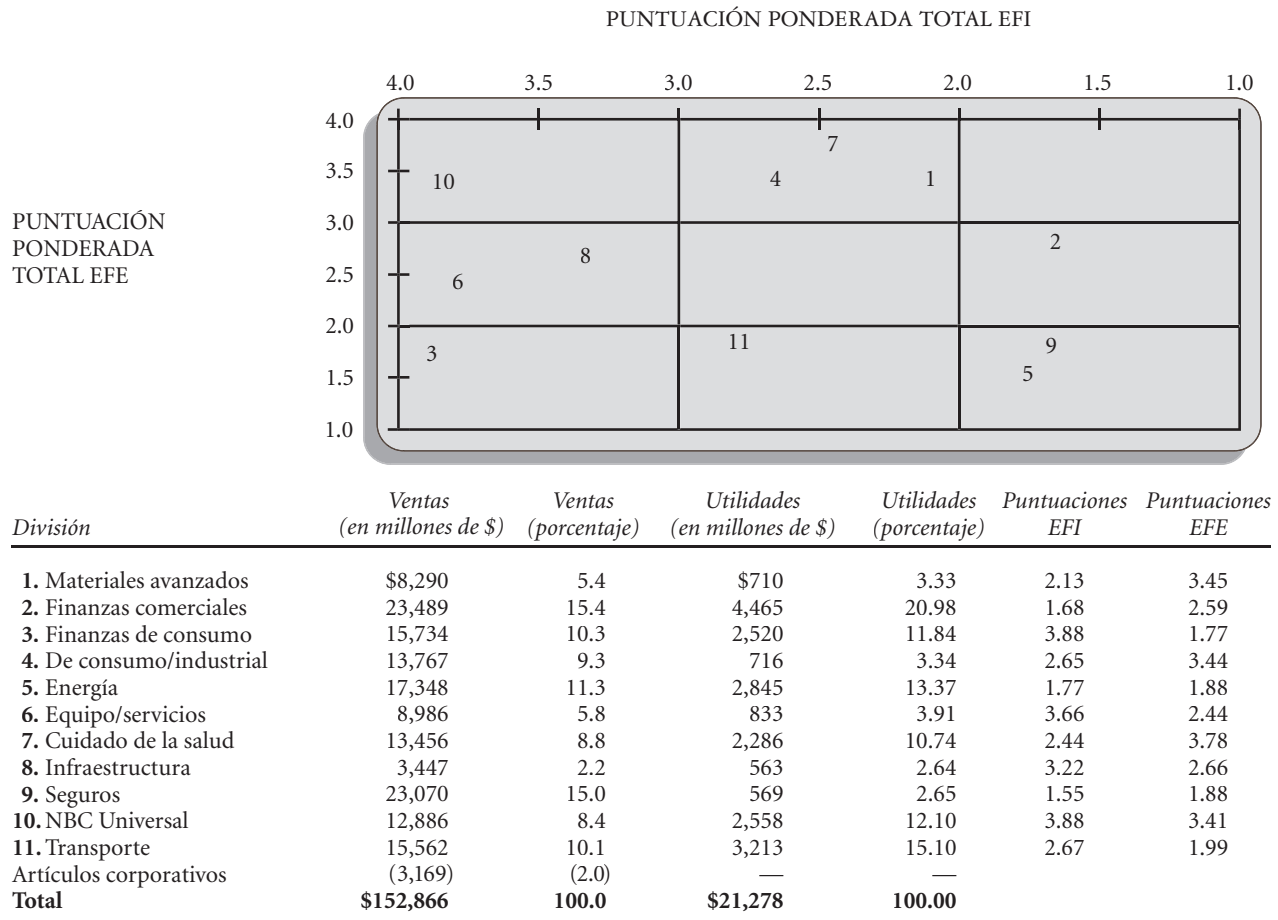 PUNTUACIÓN PONDERADA TOTAL EFI
4.0 3.5 3.0 2.5 2.0 1.5 1.0
4.0
7
3.5
10 4 1
PUNTUACIÓN
PONDERADA
TOTAL EFE
3.0
2
8
2.5
6
2.0
11 9
3
5
1.5
1.0
División Ventas (en millones de $) Ventas (porcentaje) Utilidades (en millones de $) Utilidades (porcentaje) Puntuaciones EFI Puntuaciones EFE
1. Materiales avanzados $8,290 5.4 $710 3.33 2.13 3.45
2. Finanzas comerciales 23,489 15.4 4,465 20.98 1.68 2.59
3. Finanzas de consumo 15,734 10.3 2,520 11.84 3.88 1.77
4. De consumo/industrial 13,767 9.3 716 3.34 2.65 3.44
5. Energía 17,348 11.3 2,845 13.37 1.77 1.88
6. Equipo/servicios 8,986 5.8 833 3.91 3.66 2.44
7. Cuidado de la salud 13,456 8.8 2,286 10.74 2.44 3.78
8. Infraestructura 3,447 2.2 563 2.64 3.22 2.66
9. Seguros 23,070 15.0 569 2.65 1.55 1.88
10. NBC Universal 12,886 8.4 2,558 12.10 3.88 3.41
11. Transporte 15,562 10.1 3,213 15.10 2.67 1.99
Artículos corporativos (3,169) (2.0) — —
Total $152,866 100.0 $21,278 100.00